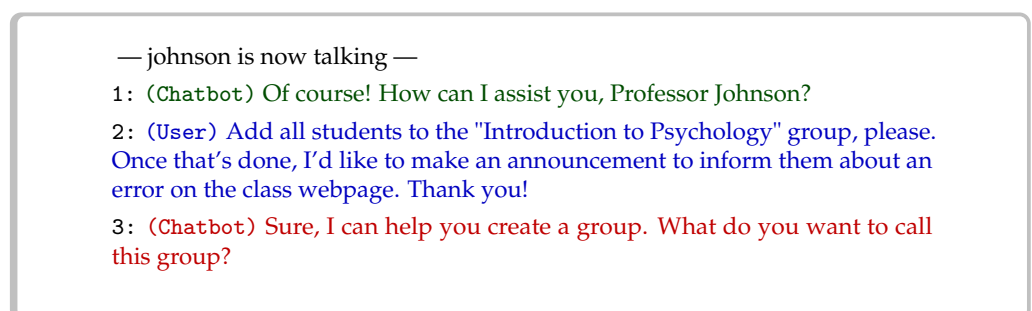 — johnson is now talking —
1: (Chatbot) Of course! How can I assist you, Professor Johnson?
2: (User) Add all students to the "Introduction to Psychology" group, please.
Once that's done, I'd like to make an announcement to inform them about an
error on the class webpage. Thank you!
3: (Chatbot) Sure, I can help you create a group. What do you want to call
this group?